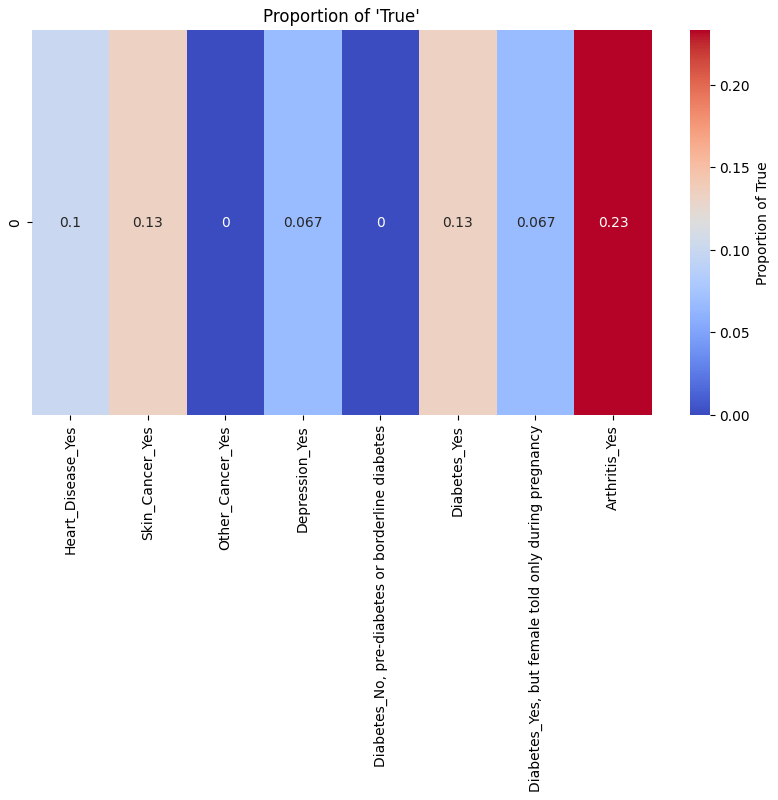 Proportion of 'True'
0
0.1
0.13
0
0.067
0
0.13
0.067
0.23
Heart_Disease_Yes
Skin_Cancer_Yes
Other_Cancer_Yes
Depression_Yes
Diabetes_No, pre-diabetes or borderline diabetes
Diabetes_Yes
Diabetes_Yes, but female told only during pregnancy
Arthritis_Yes
0.20
0.15
0.10
0.05
0.00
Proportion of True